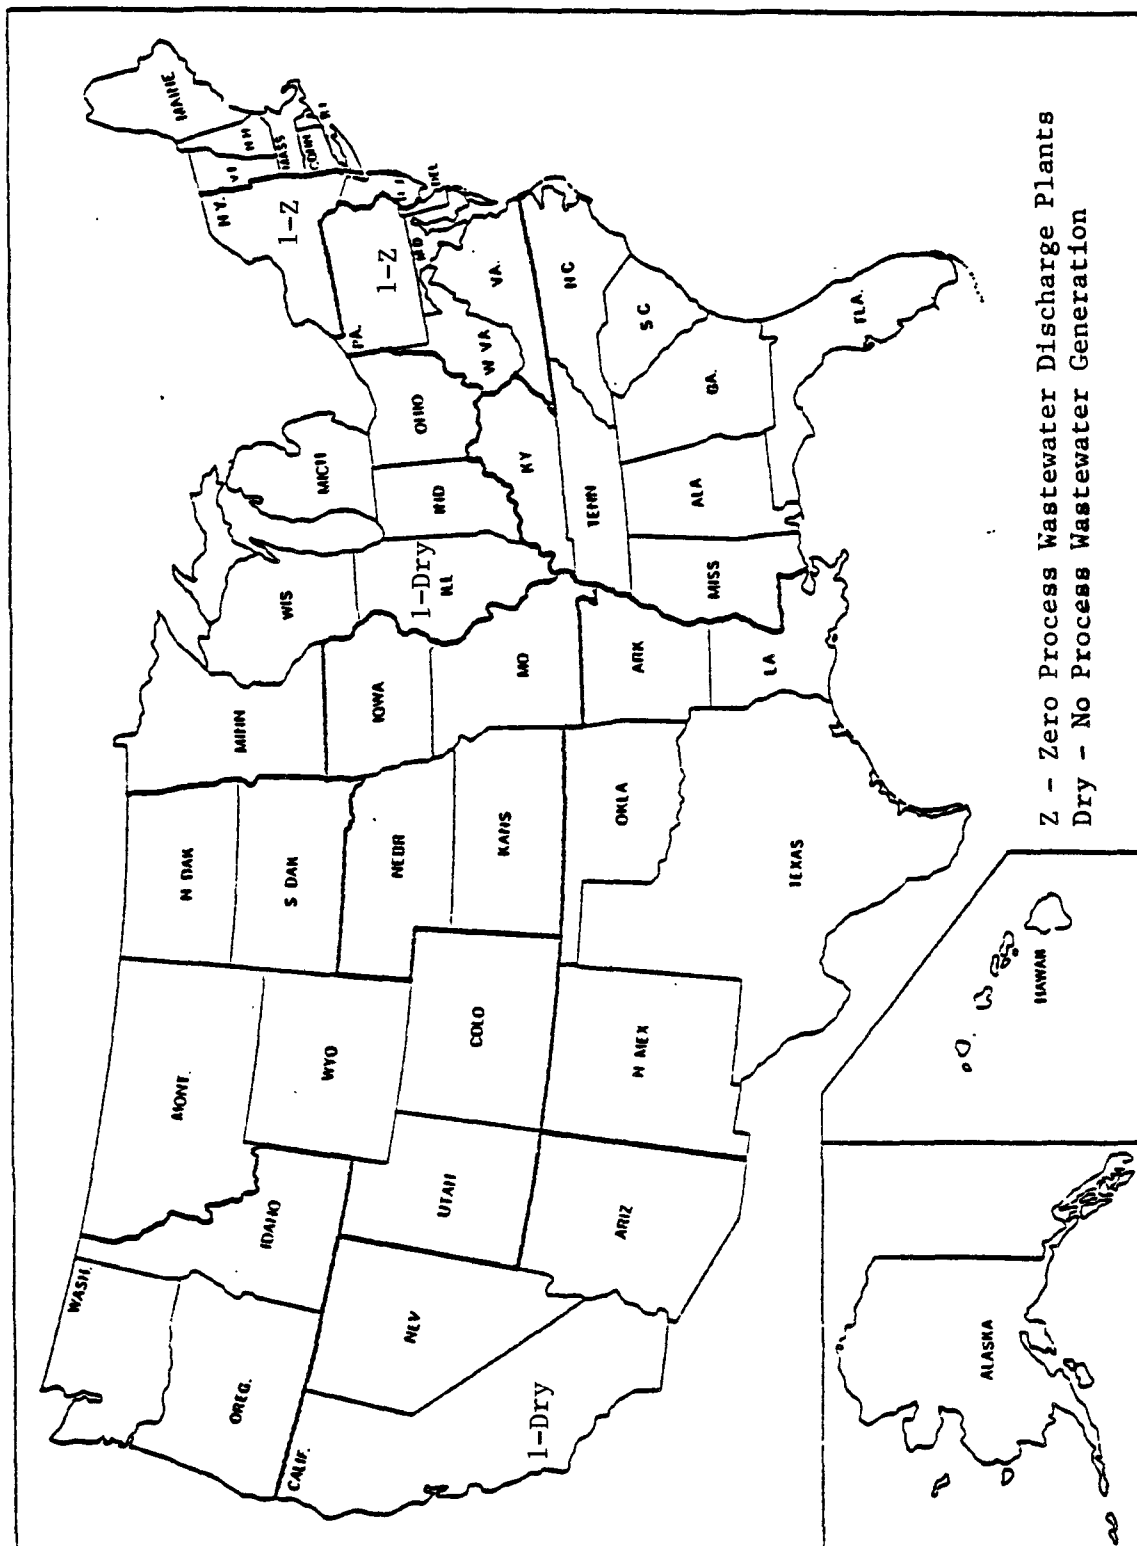 WASH.
OREG.
CALIF.
1-Dry
NEV
IDAHO
UTAH
ARIZ
MONT.
WYO
COLO
N MEX
N DAK
S DAK
NEBR
KANS
OKLA
TEXAS
MINN
IOWA
MO
ARK
LA
WIS
1-Dry
ILL
MISS
MICH
IND
KY
TENN
ALA
OHIO
W VA
GA.
PA.
1-Z
VA.
NC
S C
FLA.
N Y.
1-Z
MD
DEL
VT
NH
MASS
CONN
RI
MAINE
ALASKA
HAWAII
Z - Zero Process Wastewater Discharge Plants
Dry - No Process Wastewater Generation